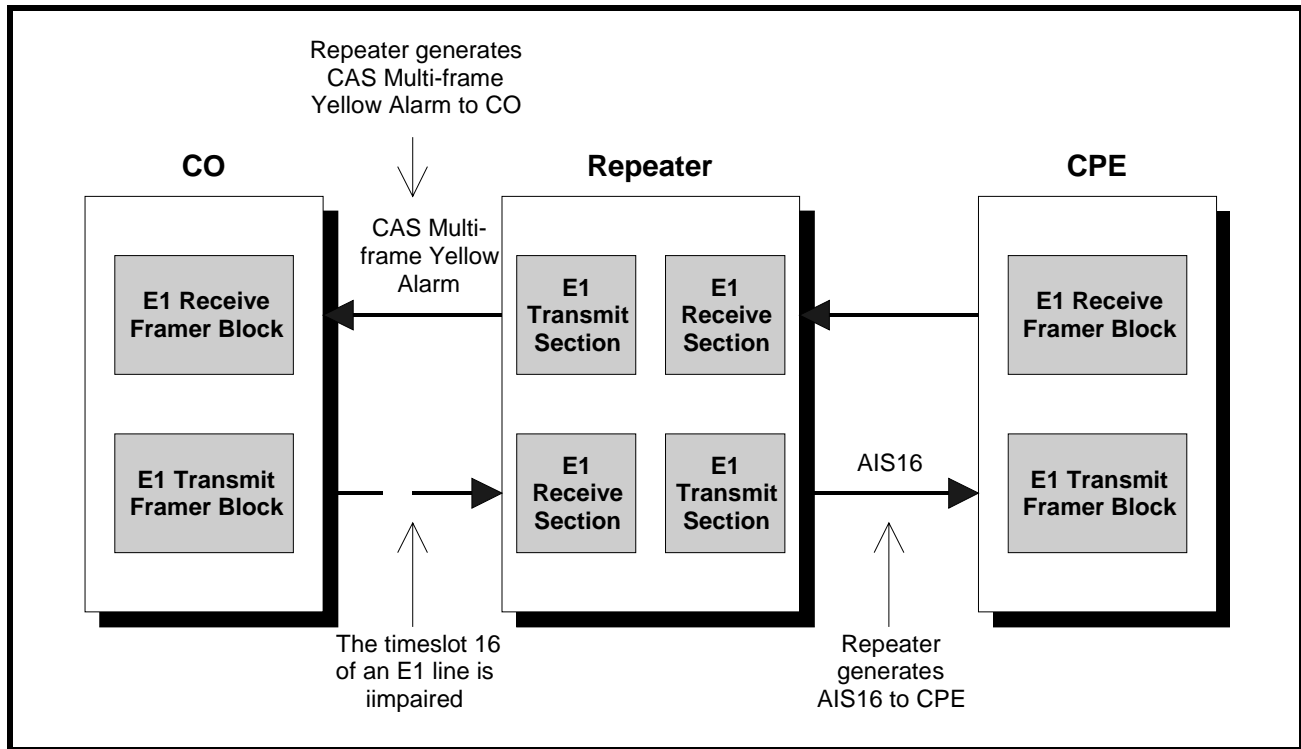 Repeater generates
CAS Multi-frame
Yellow Alarm to CO
CO
Repeater
CPE
CAS Multi-
frame Yellow
Alarm
E1 Receive
Framer Block
E1
Transmit
Section
E1
Receive
Section
E1 Receive
Framer Block
E1 Transmit
Framer Block
E1
Receive
Section
E1
Transmit
Section
AIS16
E1 Transmit
Framer Block
The timeslot 16
of an E1 line is
iimpaired
Repeater
generates
AIS16 to CPE